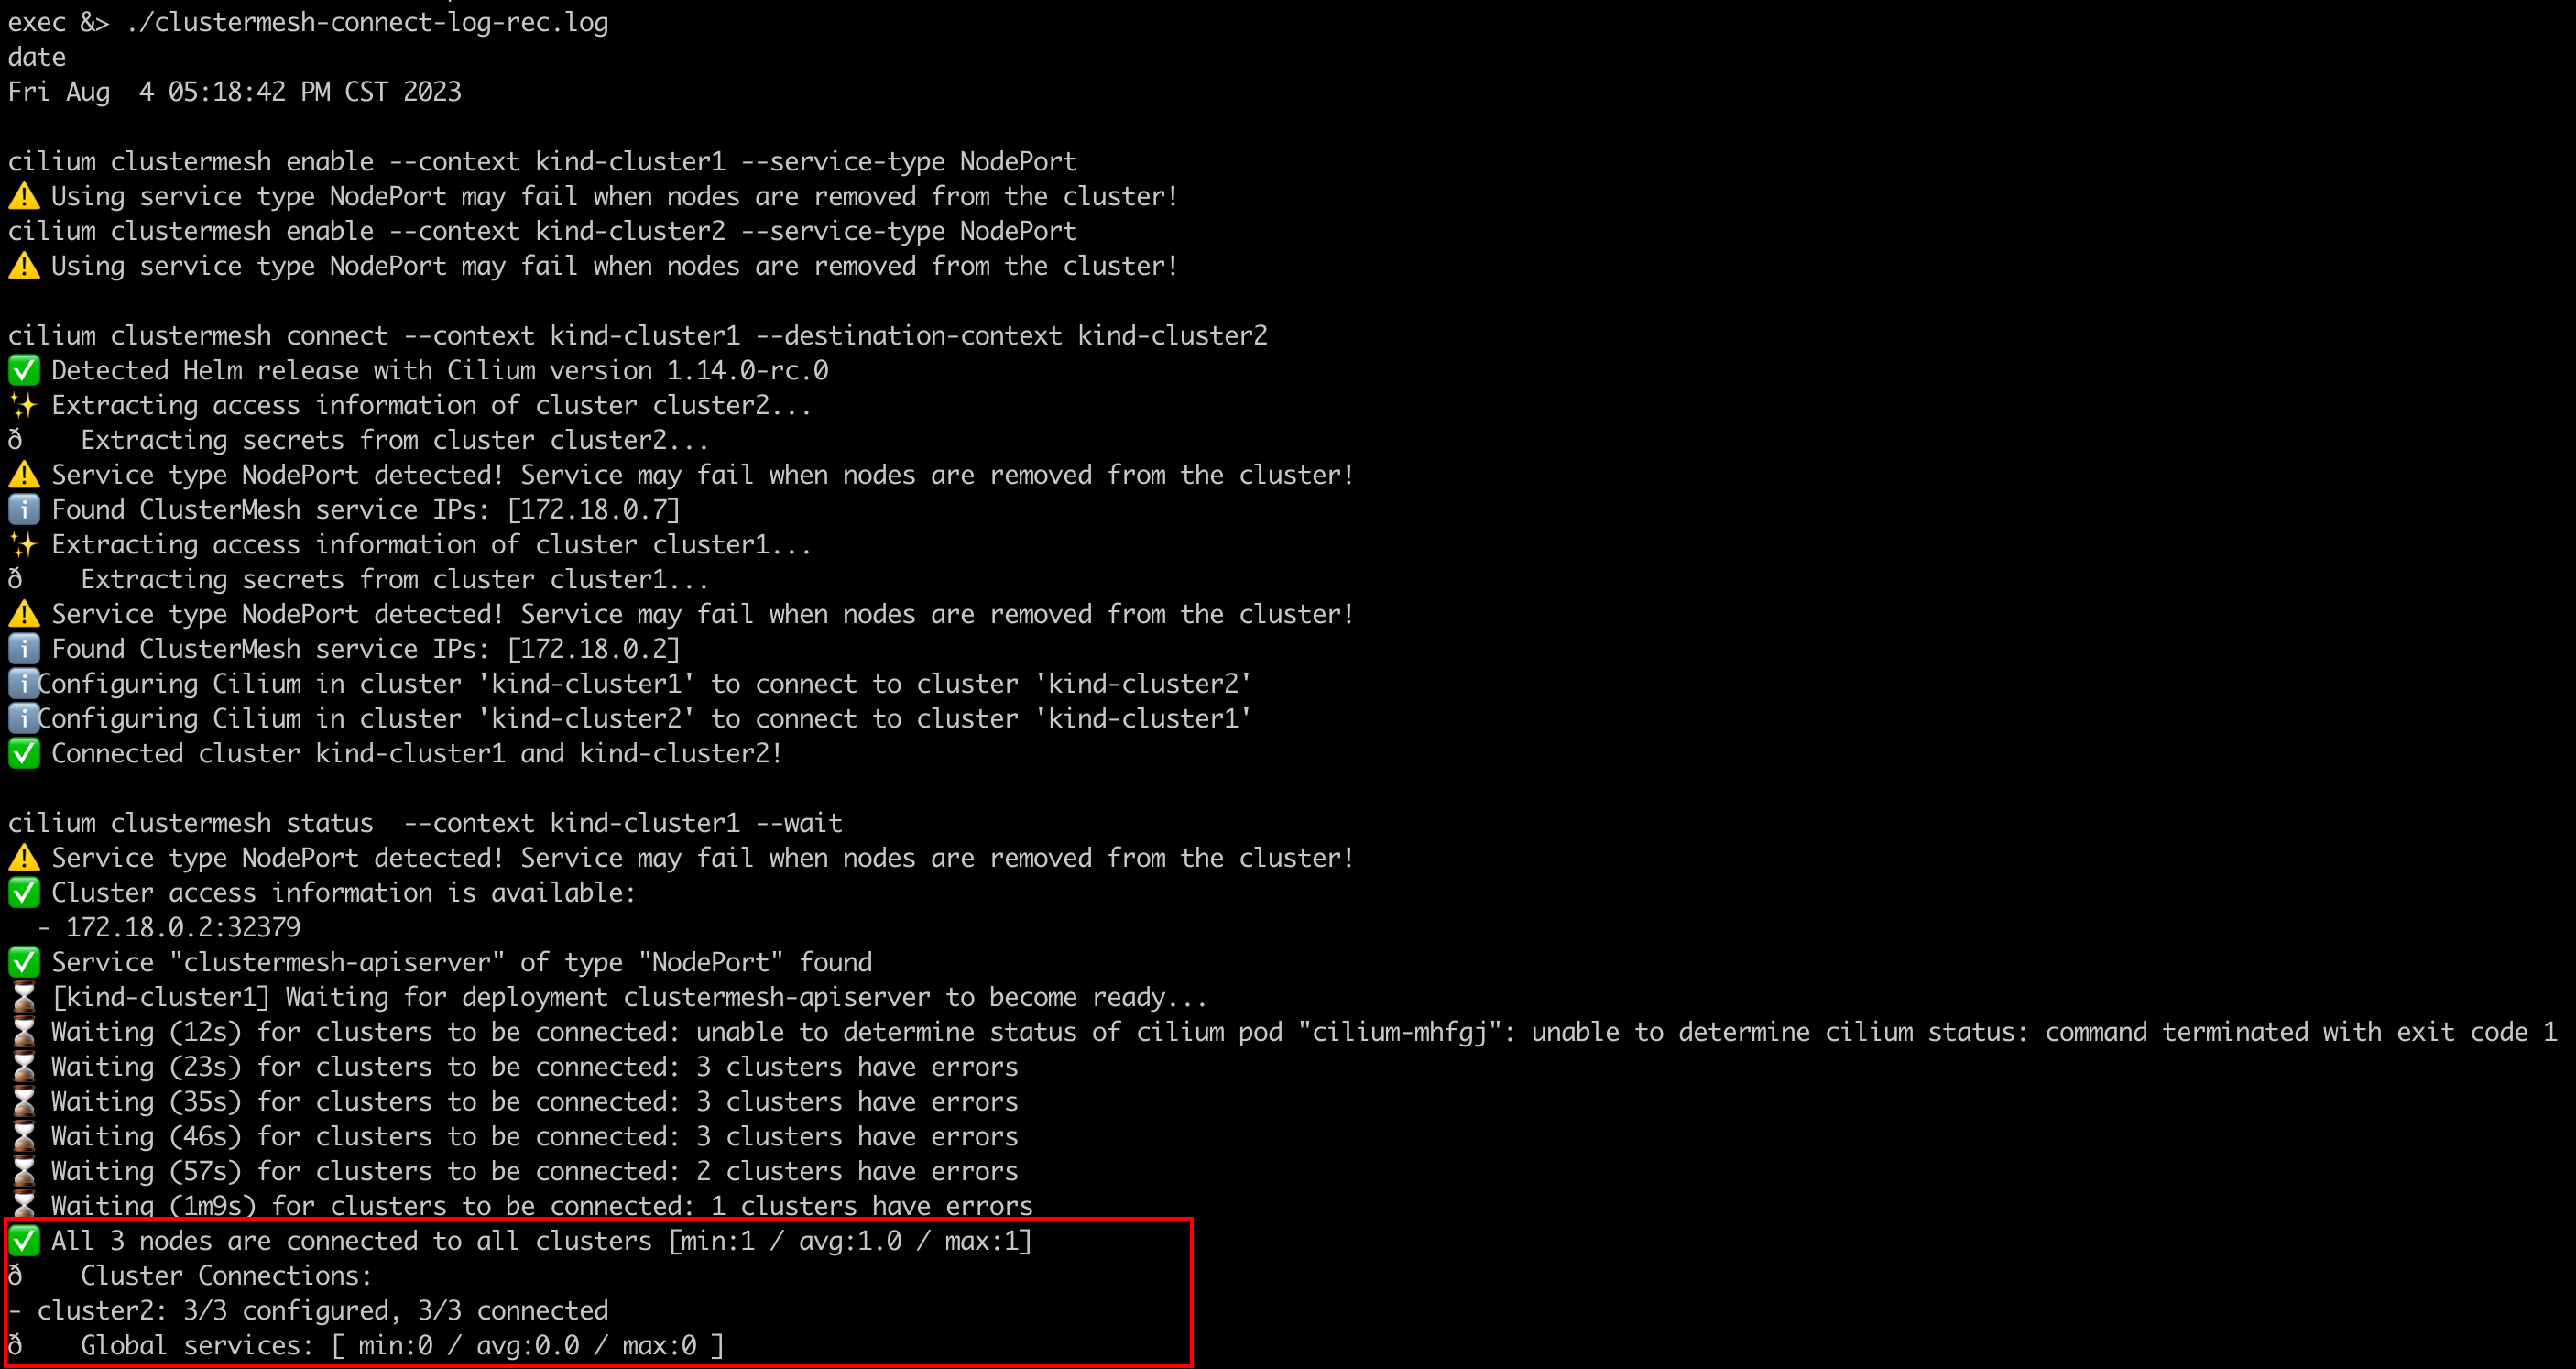 exec &> ./clustermesh-connect-log-rec.log
date
Fri Aug  4 05:18:42 PM CST 2023
cilium clustermesh enable --context kind-cluster1 --service-type NodePort
⚠️ Using service type NodePort may fail when nodes are removed from the cluster!
cilium clustermesh enable --context kind-cluster2 --service-type NodePort
⚠️ Using service type NodePort may fail when nodes are removed from the cluster!
cilium clustermesh connect --context kind-cluster1 --destination-context kind-cluster2
✅ Detected Helm release with Cilium version 1.14.0-rc.0
✨ Extracting access information of cluster cluster2...
ð    Extracting secrets from cluster cluster2...
⚠️ Service type NodePort detected! Service may fail when nodes are removed from the cluster!
ℹ️ Found ClusterMesh service IPs: [172.18.0.7]
✨ Extracting access information of cluster cluster1...
ð    Extracting secrets from cluster cluster1...
⚠️ Service type NodePort detected! Service may fail when nodes are removed from the cluster!
ℹ️ Found ClusterMesh service IPs: [172.18.0.2]
ℹ️Configuring Cilium in cluster 'kind-cluster1' to connect to cluster 'kind-cluster2'
ℹ️Configuring Cilium in cluster 'kind-cluster2' to connect to cluster 'kind-cluster1'
✅ Connected cluster kind-cluster1 and kind-cluster2!
cilium clustermesh status  --context kind-cluster1 --wait
⚠️ Service type NodePort detected! Service may fail when nodes are removed from the cluster!
✅ Cluster access information is available:
  - 172.18.0.2:32379
✅ Service "clustermesh-apiserver" of type "NodePort" found
⌛ [kind-cluster1] Waiting for deployment clustermesh-apiserver to become ready...
⌛ Waiting (12s) for clusters to be connected: unable to determine status of cilium pod "cilium-mhfgj": unable to determine cilium status: command terminated with exit code 1
⌛ Waiting (23s) for clusters to be connected: 3 clusters have errors
⌛ Waiting (35s) for clusters to be connected: 3 clusters have errors
⌛ Waiting (46s) for clusters to be connected: 3 clusters have errors
⌛ Waiting (57s) for clusters to be connected: 2 clusters have errors
⌛ Waiting (1m9s) for clusters to be connected: 1 clusters have errors
✅ All 3 nodes are connected to all clusters [min:1 / avg:1.0 / max:1]
ð    Cluster Connections:
- cluster2: 3/3 configured, 3/3 connected
ð    Global services: [ min:0 / avg:0.0 / max:0 ]